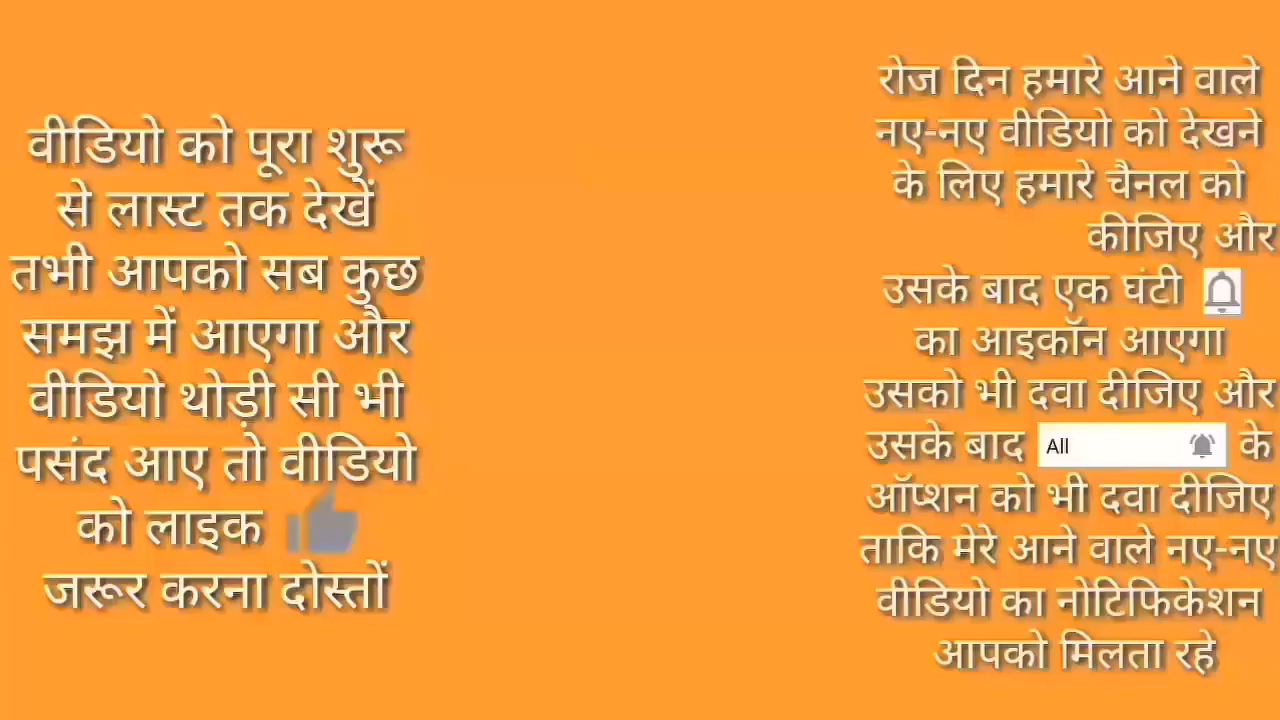 वीडियो को पूरा शुरू
से लास्ट तक देखें
तभी आपको सब कुछ
समझ में आएगा और
वीडियो थोड़ी सी भी
पसंद आए तो वीडियो
को लाइक
जरूर करना दोस्तों
रोज दिन हमारे आने वाले
नए-नए वीडियो को देखने
के लिए हमारे चैनल को
कीजिए और
उसके बाद एक घंटी
का आइकॉन आएगा
उसको भी दवा दीजिए और
उसके बाद All के
ऑप्शन को भी दवा दीजिए
ताकि मेरे आने वाले नए-नए
वीडियो का नोटिफिकेशन
आपको मिलता रहे